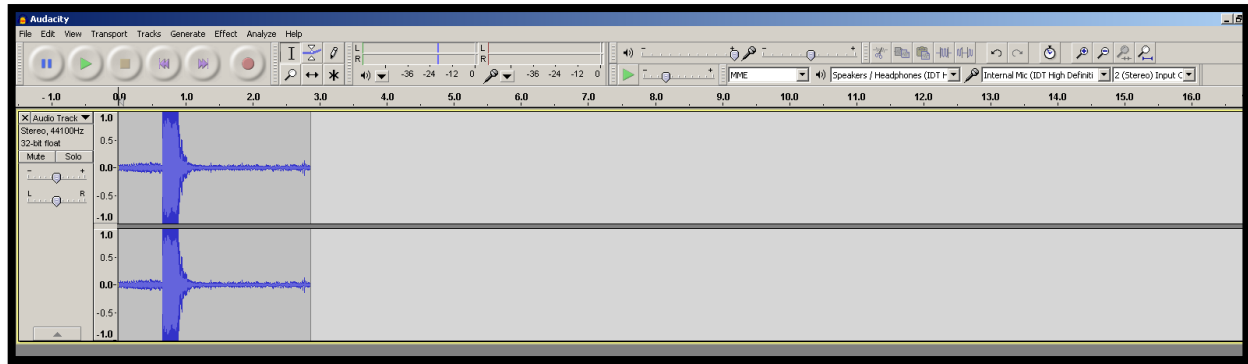 Audacity
File Edit View Transport Tracks Generate Effect Analyze Help
L
R
L
R
-36 -24 -12 0
-36 -24 -12 0
MME
Speakers / Headphones (IDT H
Internal Mic (IDT High Definiti
2 (Stereo) Input C
- 1.0 0.0 1.0 2.0 3.0 4.0 5.0 6.0 7.0 8.0 9.0 10.0 11.0 12.0 13.0 14.0 15.0 16.0
Audio Track
Stereo, 44100Hz
32-bit float
Mute Solo
- +
L R
1.0
0.5-
0.0-
-0.5-
-1.0
1.0
0.5-
0.0-
-0.5-
-1.0